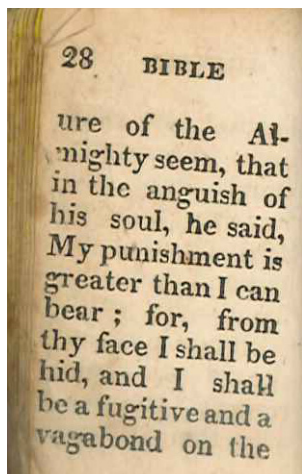 28 BIBLE
ure of the Al-
mighty seem, that
in the anguish of
his soul, he said,
My punishment is
greater than I can
bear ; for, from
thy face I shall be
hid, and I shall
be a fugitive and a
vagabond on the